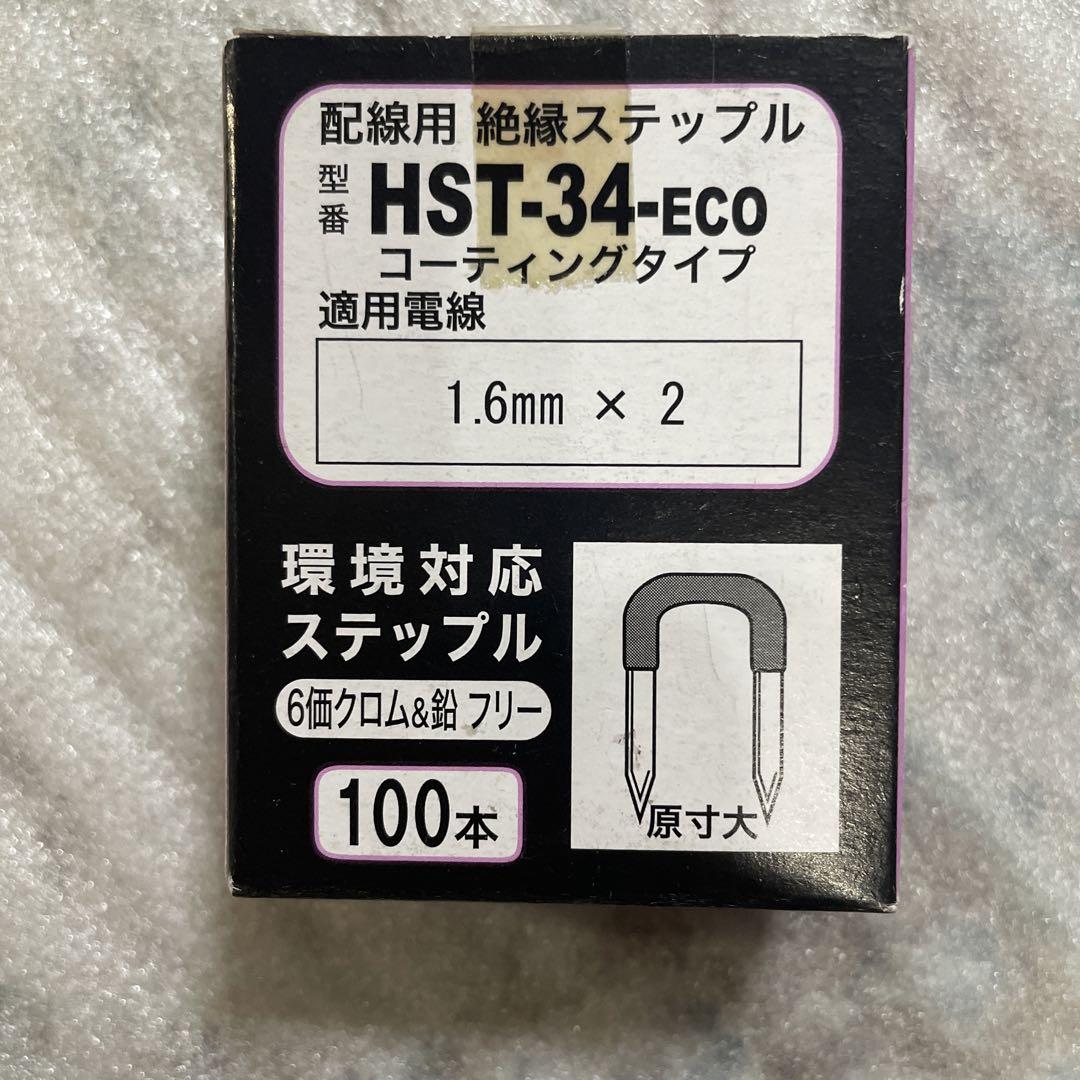 配線用 絶縁ステップル
型番 HST-34-ECO
コーティングタイプ
適用電線
1.6mm × 2
環境対応
ステップル
6価クロム&鉛 フリー
100本
原寸大